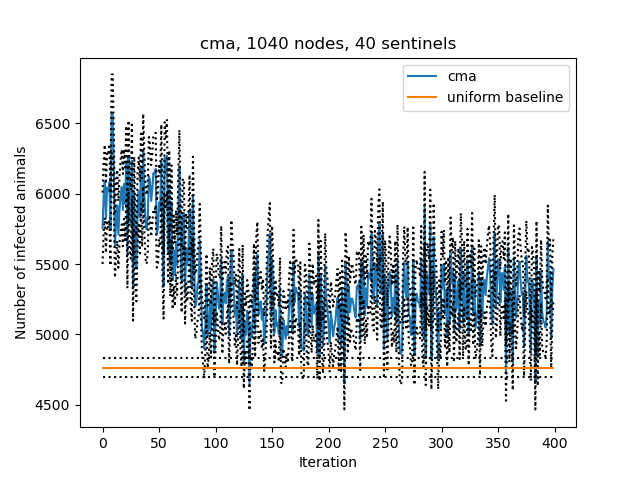 cma, 1040 nodes, 40 sentinels
cma
uniform baseline
Number of infected animals
6500
6000
5500
5000
4500
0 50 100 150 200 250 300 350 400
Iteration